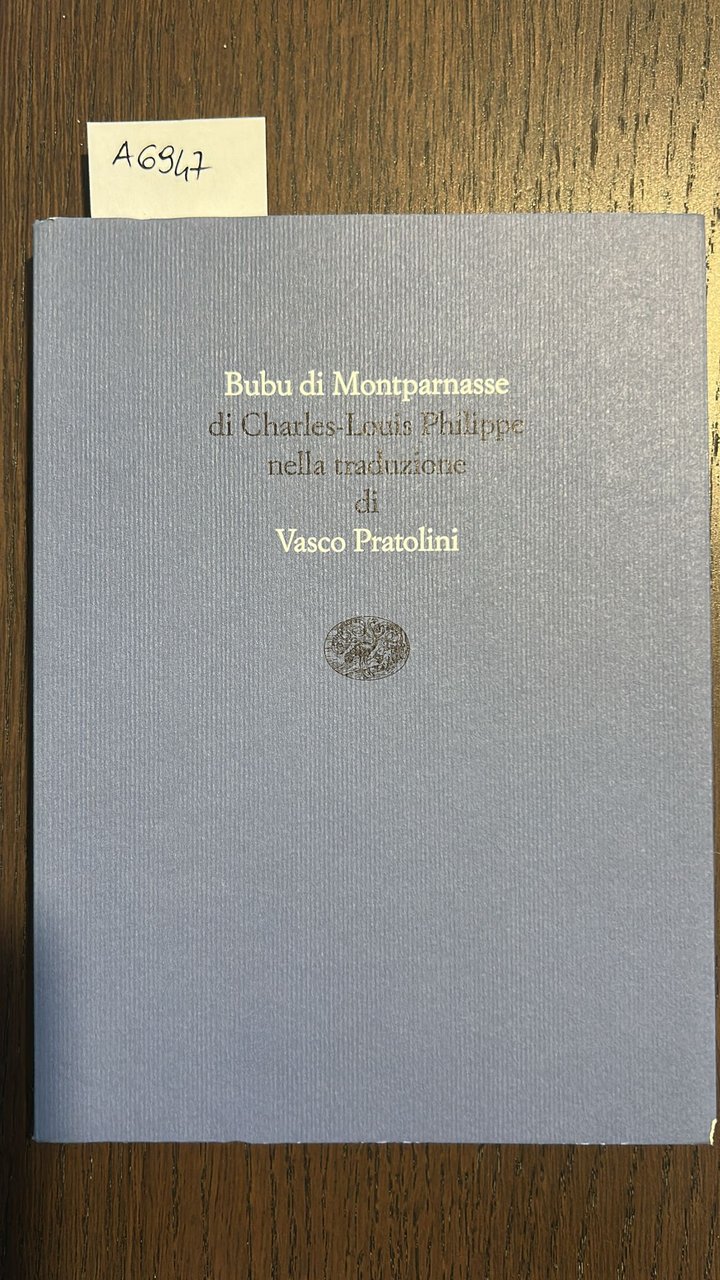 A6947
Bubu di Montparnasse
di Charles-Louis Philippe
nella traduzione
di
Vasco Pratolini